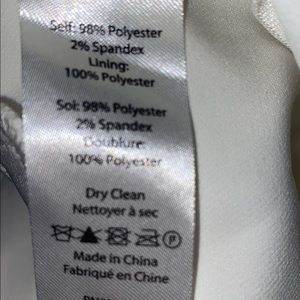 Self: 98% Polyester
2% Spandex
Lining:
100% Polyester
Soi: 98% Polyester
2% Spandex
Doublure:
100% Polyester
Dry Clean
Nettoyer à sec
P
Made in China
Fabriqué en Chine